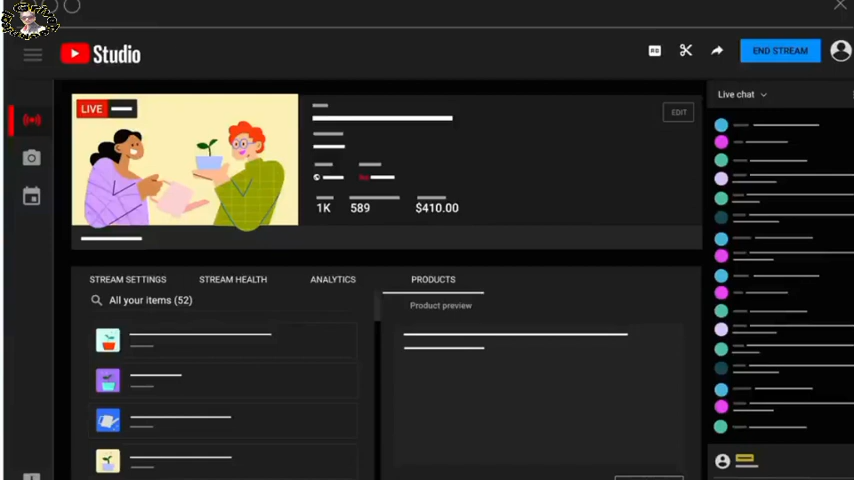 Studio
END STREAM
LIVE
EDIT
Live chat
1K 589 $410.00
STREAM SETTINGS STREAM HEALTH ANALYTICS PRODUCTS
All your items (52)
Product preview